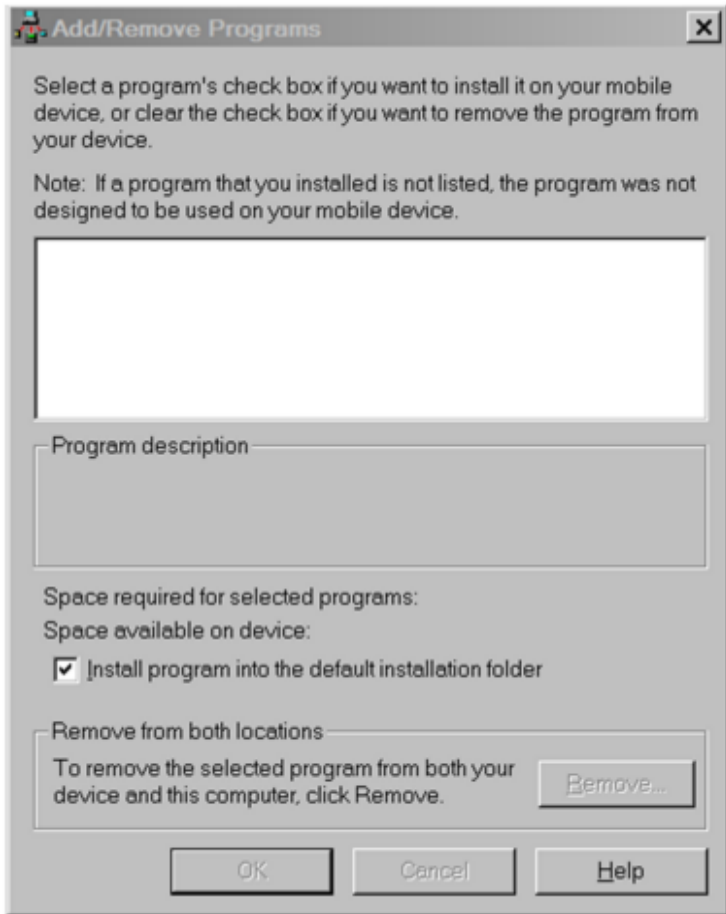 Add/Remove Programs
Select a program's check box if you want to install it on your mobile
device, or clear the check box if you want to remove the program from
your device.
Note: If a program that you installed is not listed, the program was not
designed to be used on your mobile device.
Program description
Space required for selected programs:
Space available on device:
Install program into the default installation folder
Remove from both locations
To remove the selected program from both your
device and this computer, click Remove.
Remove...
OK
Cancel
Help